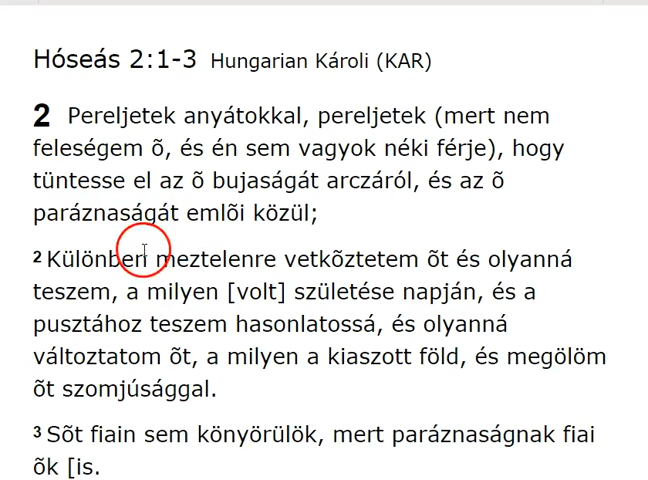 Hóseás 2:1-3 Hungarian Károli (KAR)
2 Pereljetek anyátokkal, pereljetek (mert nem
feleségem õ, és én sem vagyok néki férje), hogy
tüntesse el az õ bujaságát arczáról, és az õ
paráznaságát emlõi közül;
2 Különben meztelenre vetkõztetem õt és olyanná
teszem, a milyen [volt] születése napján, és a
pusztához teszem hasonlatossá, és olyanná
változtatom õt, a milyen a kiaszott föld, és megölöm
õt szomjúsággal.
3 Sõt fiain sem könyörülök, mert paráznaságnak fiai
õk [is.